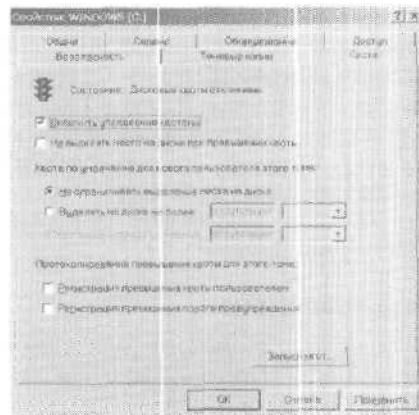 Свойства: WINDOWS (C:)
Общие Сервис Оборудование Доступ
Безопасность Теневые копии Квота
Состояние: Дисковые квоты отключены
Включить управление квотами
Не выделять место на диске при превышении квоты
Квота по умолчанию для нового пользователя этого тома:
Не ограничивать выделение места на диске
Выделять на диске не более
Протоколирование превышения квоты для этого тома:
Регистрация превышения квоты пользователем
Регистрация превышения порога предупреждения
Записи квот...
ОК Отмена Применить